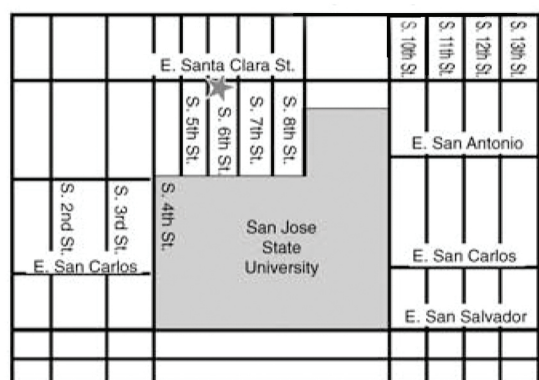 S. 10th St.
S. 11th St.
S. 12th St.
S. 13th St.
E. Santa Clara St.
S. 5th St.
S. 6th St.
S. 7th St.
S. 8th St.
E. San Antonio
S. 2nd St.
S. 3rd St.
S. 4th St.
San Jose
State
University
E. San Carlos
E. San Carlos
E. San Salvador